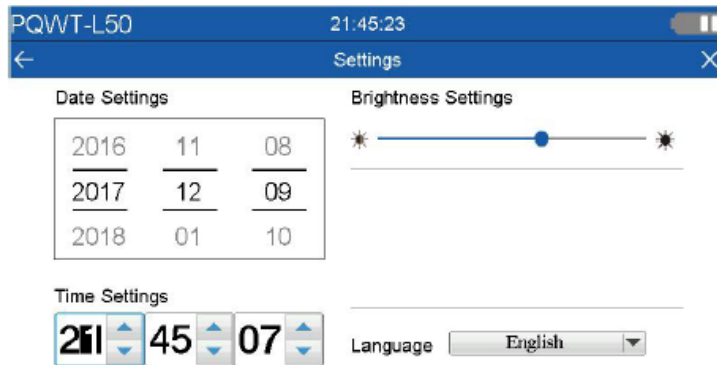 PQWT-L50 21:45:23
Settings
Date Settings
2016 11 08
2017 12 09
2018 01 10
Time Settings
21 45 07
Brightness Settings
Language English